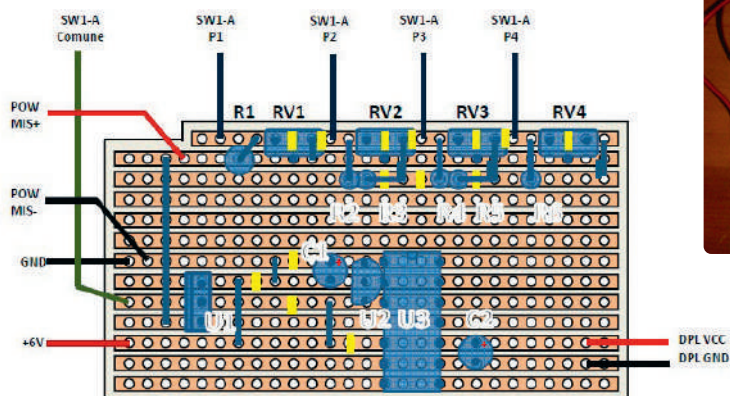 SW1-A
Comune
SW1-A
P1
SW1-A
P2
SW1-A
P3
SW1-A
P4
POW
MIS+
R1 RV1 RV2 RV3 RV4
POW
MIS-
R2 R3 R4 R5 R6
GND
C1
U1 U2 U3 C2
+6V
DPL VCC
DPL GND